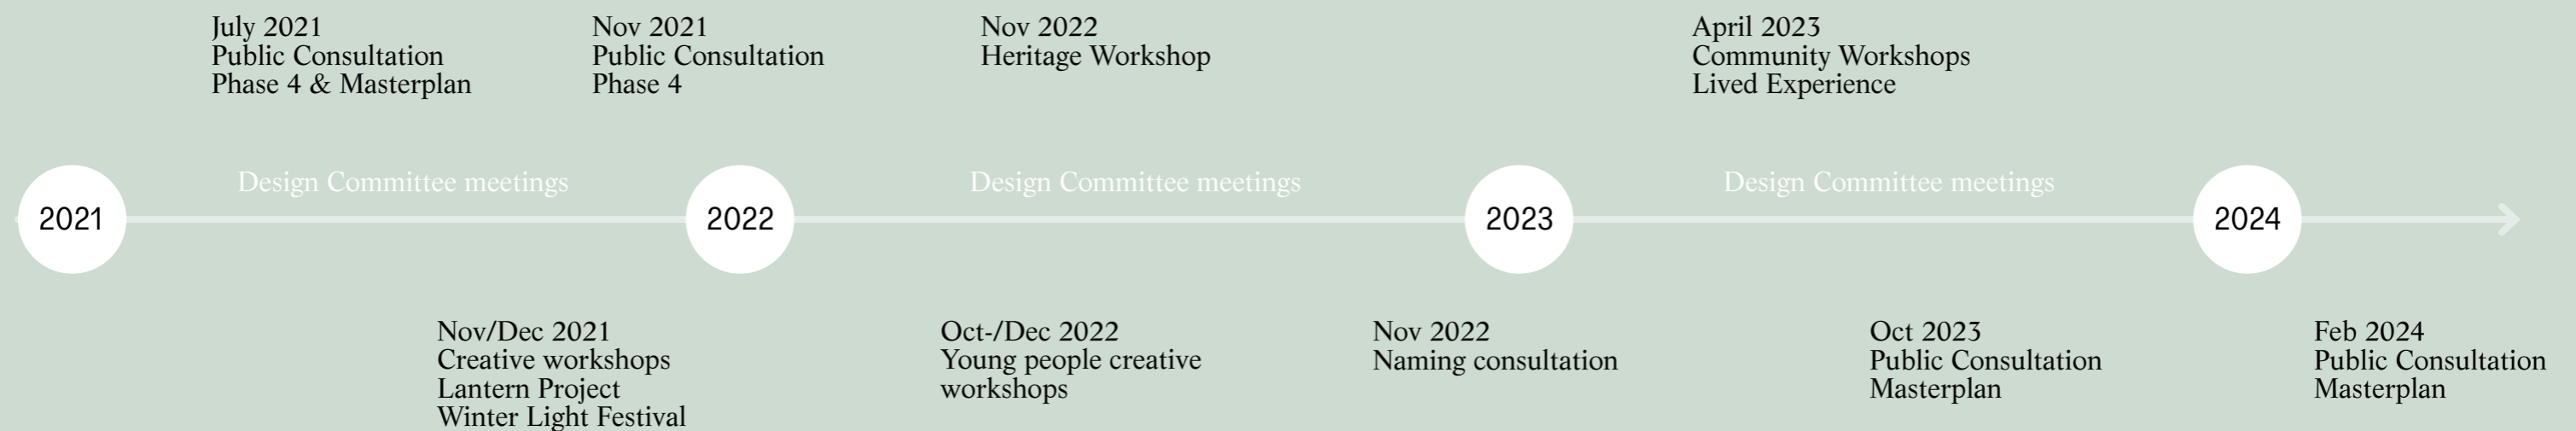 July 2021
Public Consultation
Phase 4 & Masterplan
Nov 2021
Public Consultation
Phase 4
Nov 2022
Heritage Workshop
April 2023
Community Workshops
Lived Experience
Design Committee meetings
Design Committee meetings
Design Committee meetings
2021
2022
2023
2024
Nov/Dec 2021
Creative workshops
Lantern Project
Winter Light Festival
Oct-/Dec 2022
Young people creative
workshops
Nov 2022
Naming consultation
Oct 2023
Public Consultation
Masterplan
Feb 2024
Public Consultation
Masterplan